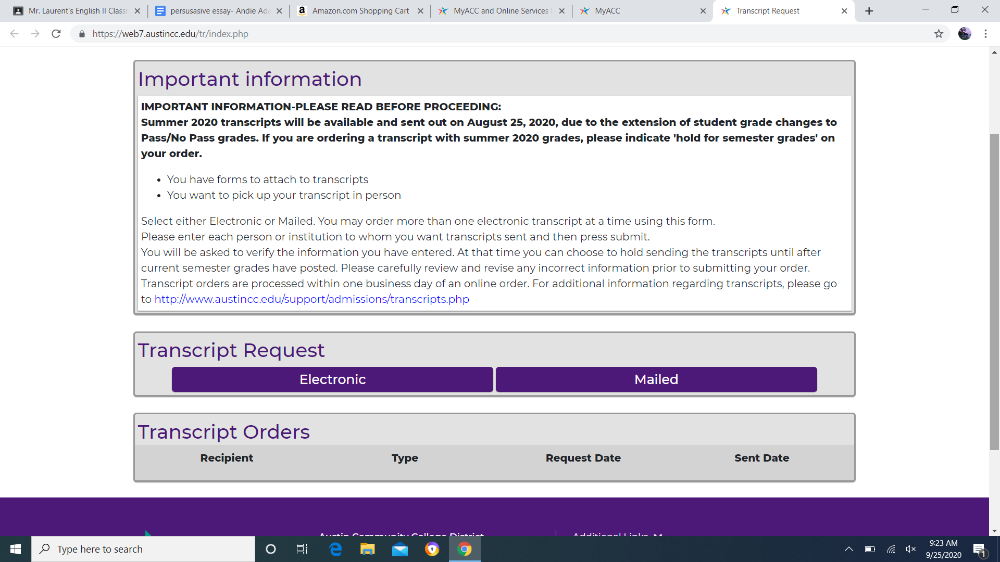 Mr. Laurent's English II Classr
persusasive essay- Andie Ada
Amazon.com Shopping Cart
MyACC and Online Services
MyACC
Transcript Request
https://web7.austincc.edu/tr/index.php
Important information
IMPORTANT INFORMATION-PLEASE READ BEFORE PROCEEDING:
Summer 2020 transcripts will be available and sent out on August 25, 2020, due to the extension of student grade changes to
Pass/No Pass grades. If you are ordering a transcript with summer 2020 grades, please indicate 'hold for semester grades' on
your order.
• You have forms to attach to transcripts
• You want to pick up your transcript in person
Select either Electronic or Mailed. You may order more than one electronic transcript at a time using this form.
Please enter each person or institution to whom you want transcripts sent and then press submit.
You will be asked to verify the information you have entered. At that time you can choose to hold sending the transcripts until after
current semester grades have posted. Please carefully review and revise any incorrect information prior to submitting your order.
Transcript orders are processed within one business day of an online order. For additional information regarding transcripts, please go
to http://www.austincc.edu/support/admissions/transcripts.php
Transcript Request
Electronic
Mailed
Transcript Orders
Recipient
Type
Request Date
Sent Date
Austin Community College District
Additional Links
Type here to search
9:23 AM
9/25/2020
1